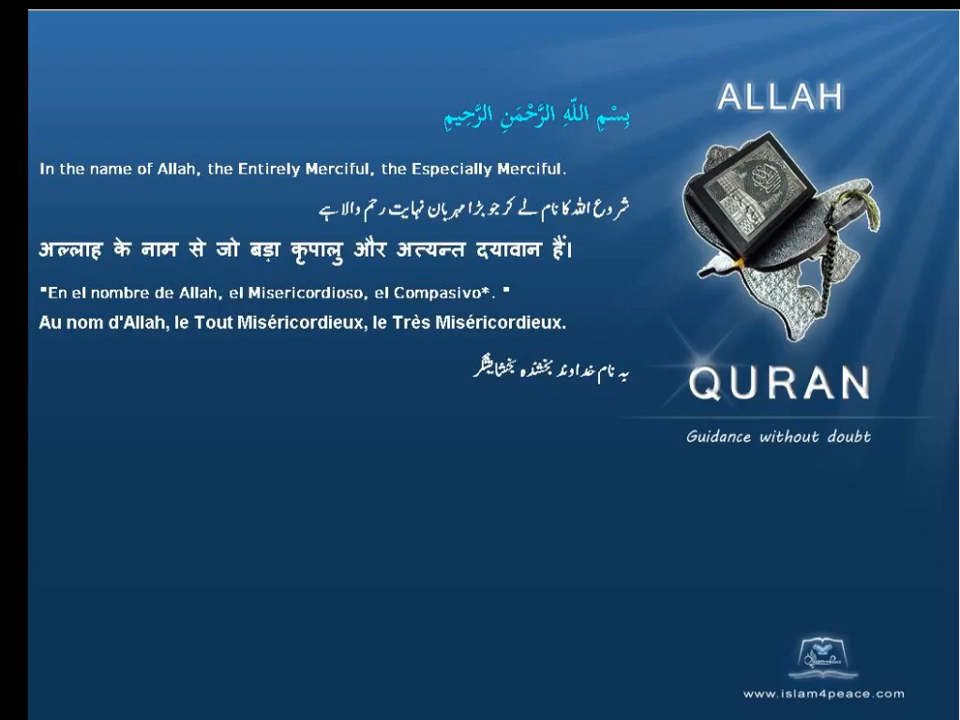 بِسْمِ اللّهِ الرَّحْمَنِ الرَّحِيمِ
In the name of Allah, the Entirely Merciful, the Especially Merciful.
شروع الله کا نام لے کر جو بڑا مہربان نہایت رحم والا ہے
अल्लाह के नाम से जो बड़ा कृपालु और अत्यन्त दयावान हैं।
"En el nombre de Allah, el Misericordioso, el Compasivo*. "
Au nom d'Allah, le Tout Miséricordieux, le Très Miséricordieux.
به نام خداوند بخشنده بخشایشگر
ALLAH
QURAN
Guidance without doubt
www.islam4peace.com